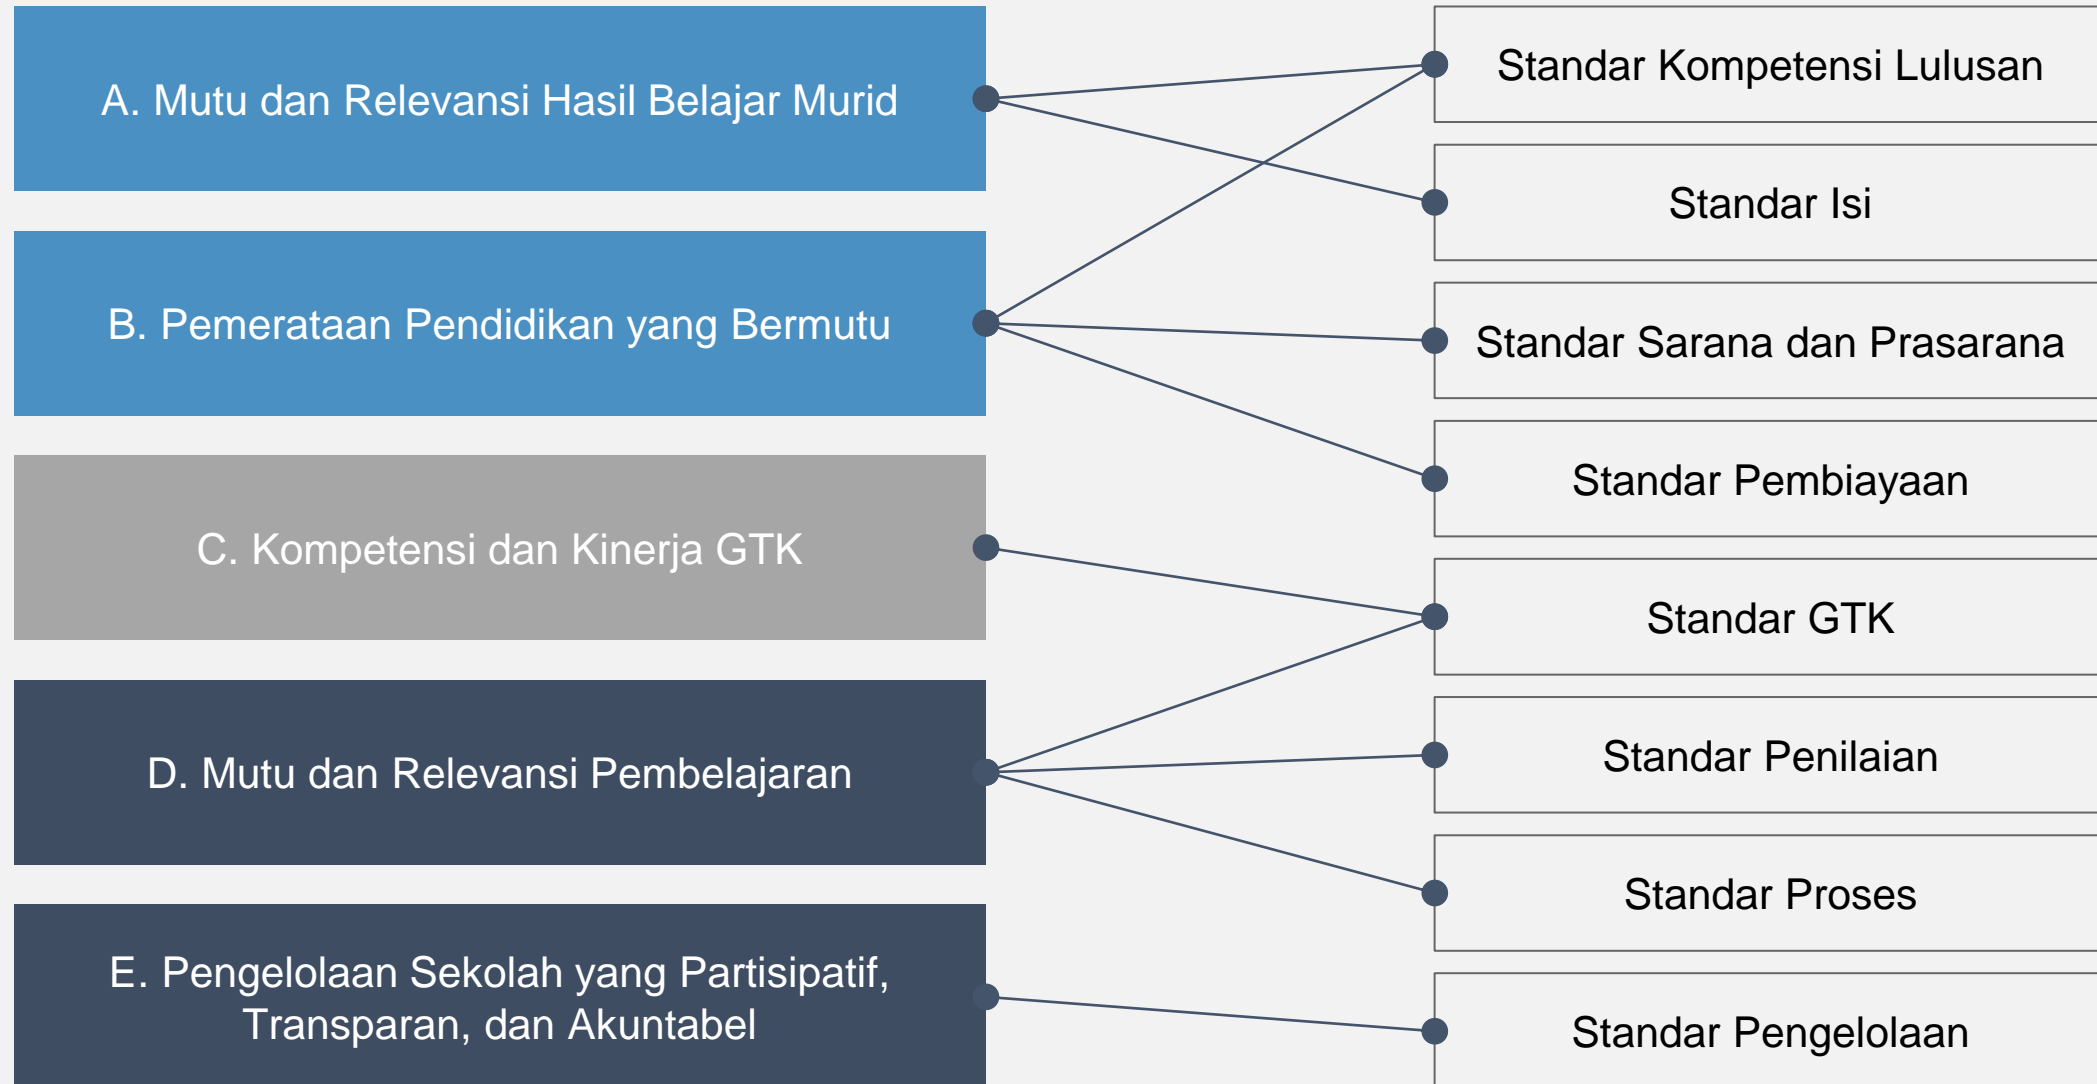 A. Mutu dan Relevansi Hasil Belajar Murid
B. Pemerataan Pendidikan yang Bermutu
C. Kompetensi dan Kinerja GTK
D. Mutu dan Relevansi Pembelajaran
E. Pengelolaan Sekolah yang Partisipatif,
Transparan, dan Akuntabel
Standar Kompetensi Lulusan
Standar Isi
Standar Sarana dan Prasarana
Standar Pembiayaan
Standar GTK
Standar Penilaian
Standar Proses
Standar Pengelolaan